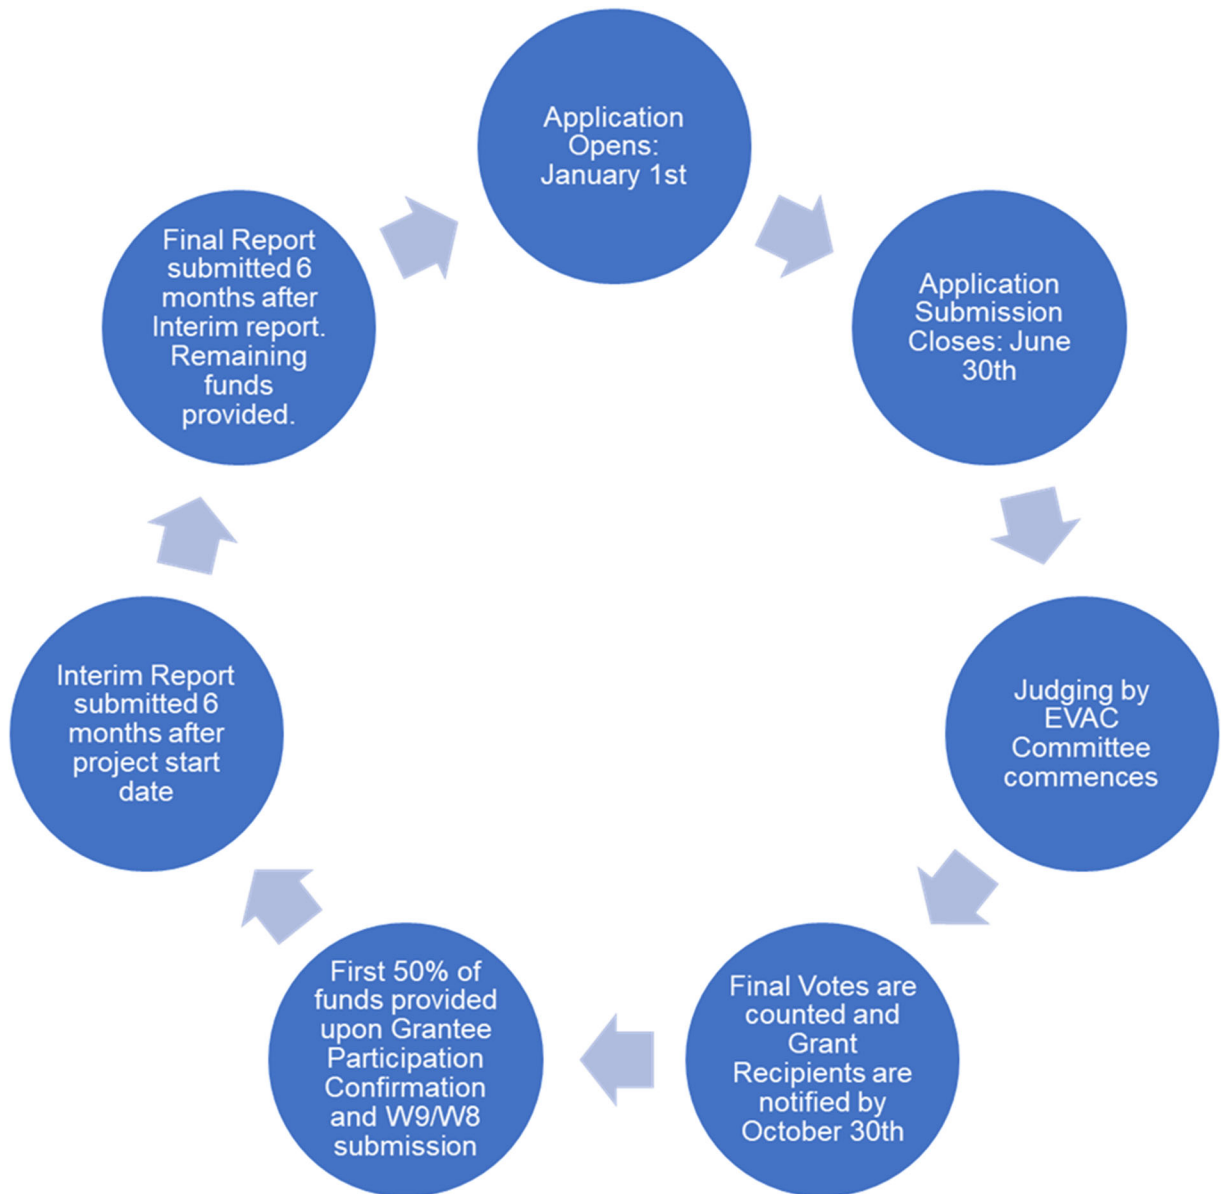 Application
Opens:
January 1st
Application
Submission
Closes: June
30th
Judging by
EVAC
Committee
commences
Final Votes are
counted and
Grant
Recipients are
notified by
October 30th
First 50% of
funds provided
upon Grantee
Participation
Confirmation
and W9/W8
submission
Interim Report
submitted 6
months after
project start
date
Final Report
submitted 6
months after
Interim report.
Remaining
funds
provided.